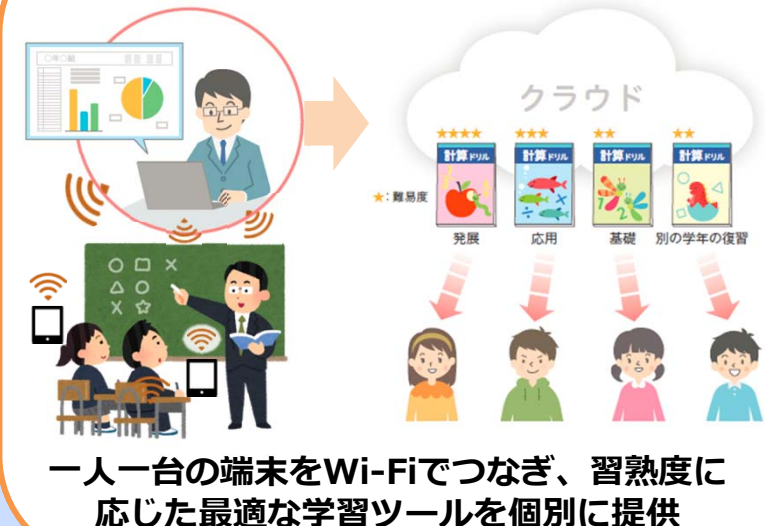 〇年〇組
クラウド
★★★★
★★★
★★
★★
計算ドリル
計算ドリル
計算ドリル
計算ドリル
★：難易度
発展
応用
基礎
別の学年の復習
一人一台の端末をWi-Fiでつなぎ、習熟度に
応じた最適な学習ツールを個別に提供